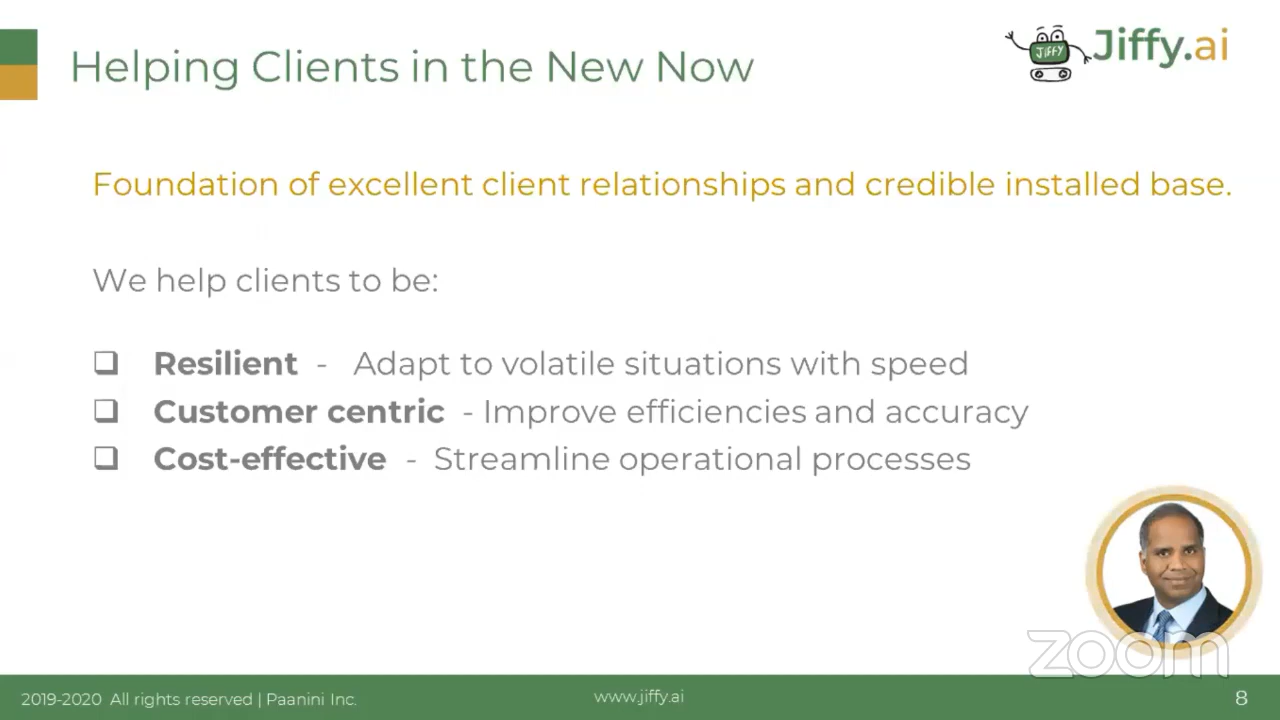 Helping Clients in the New Now
JIFFY
Jiffy.ai
Foundation of excellent client relationships and credible installed base.
We help clients to be:
❑ Resilient - Adapt to volatile situations with speed
❑ Customer centric - Improve efficiencies and accuracy
❑ Cost-effective - Streamline operational processes
zoom
2019-2020 All rights reserved | Paanini Inc.
www.jiffy.ai
8